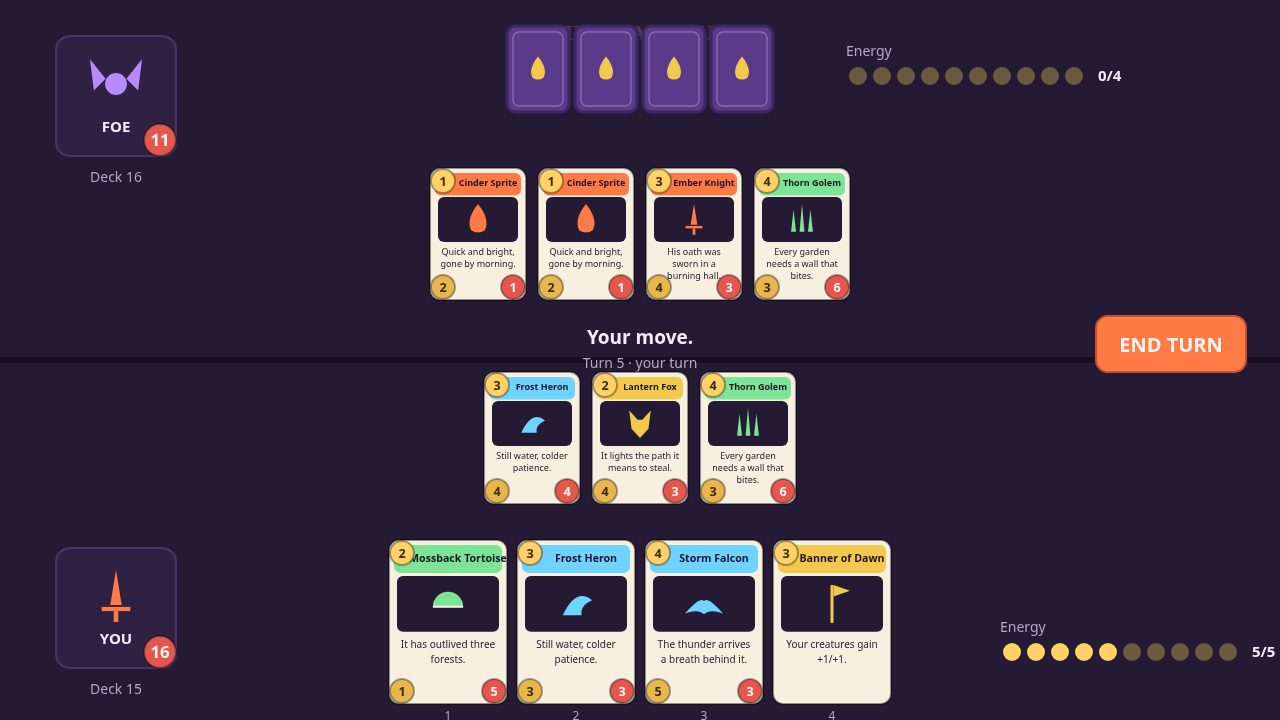 FOE
11
Deck 16
Energy
0/4
1 Cinder Sprite
Quick and bright,
gone by morning.
2 1
1 Cinder Sprite
Quick and bright,
gone by morning.
2 1
3 Ember Knight
His oath was
sworn in a
burning hall.
4 3
4 Thorn Golem
Every garden
needs a wall that
bites.
3 6
Your move.
Turn 5 · your turn
END TURN
3 Frost Heron
Still water, colder
patience.
4 4
2 Lantern Fox
It lights the path it
means to steal.
4 3
4 Thorn Golem
Every garden
needs a wall that
bites.
3 6
YOU
16
Deck 15
2 Mossback Tortoise
It has outlived three
forests.
1 5
1
3 Frost Heron
Still water, colder
patience.
3 3
2
4 Storm Falcon
The thunder arrives
a breath behind it.
5 3
3
3 Banner of Dawn
Your creatures gain
+1/+1.
4
Energy
5/5